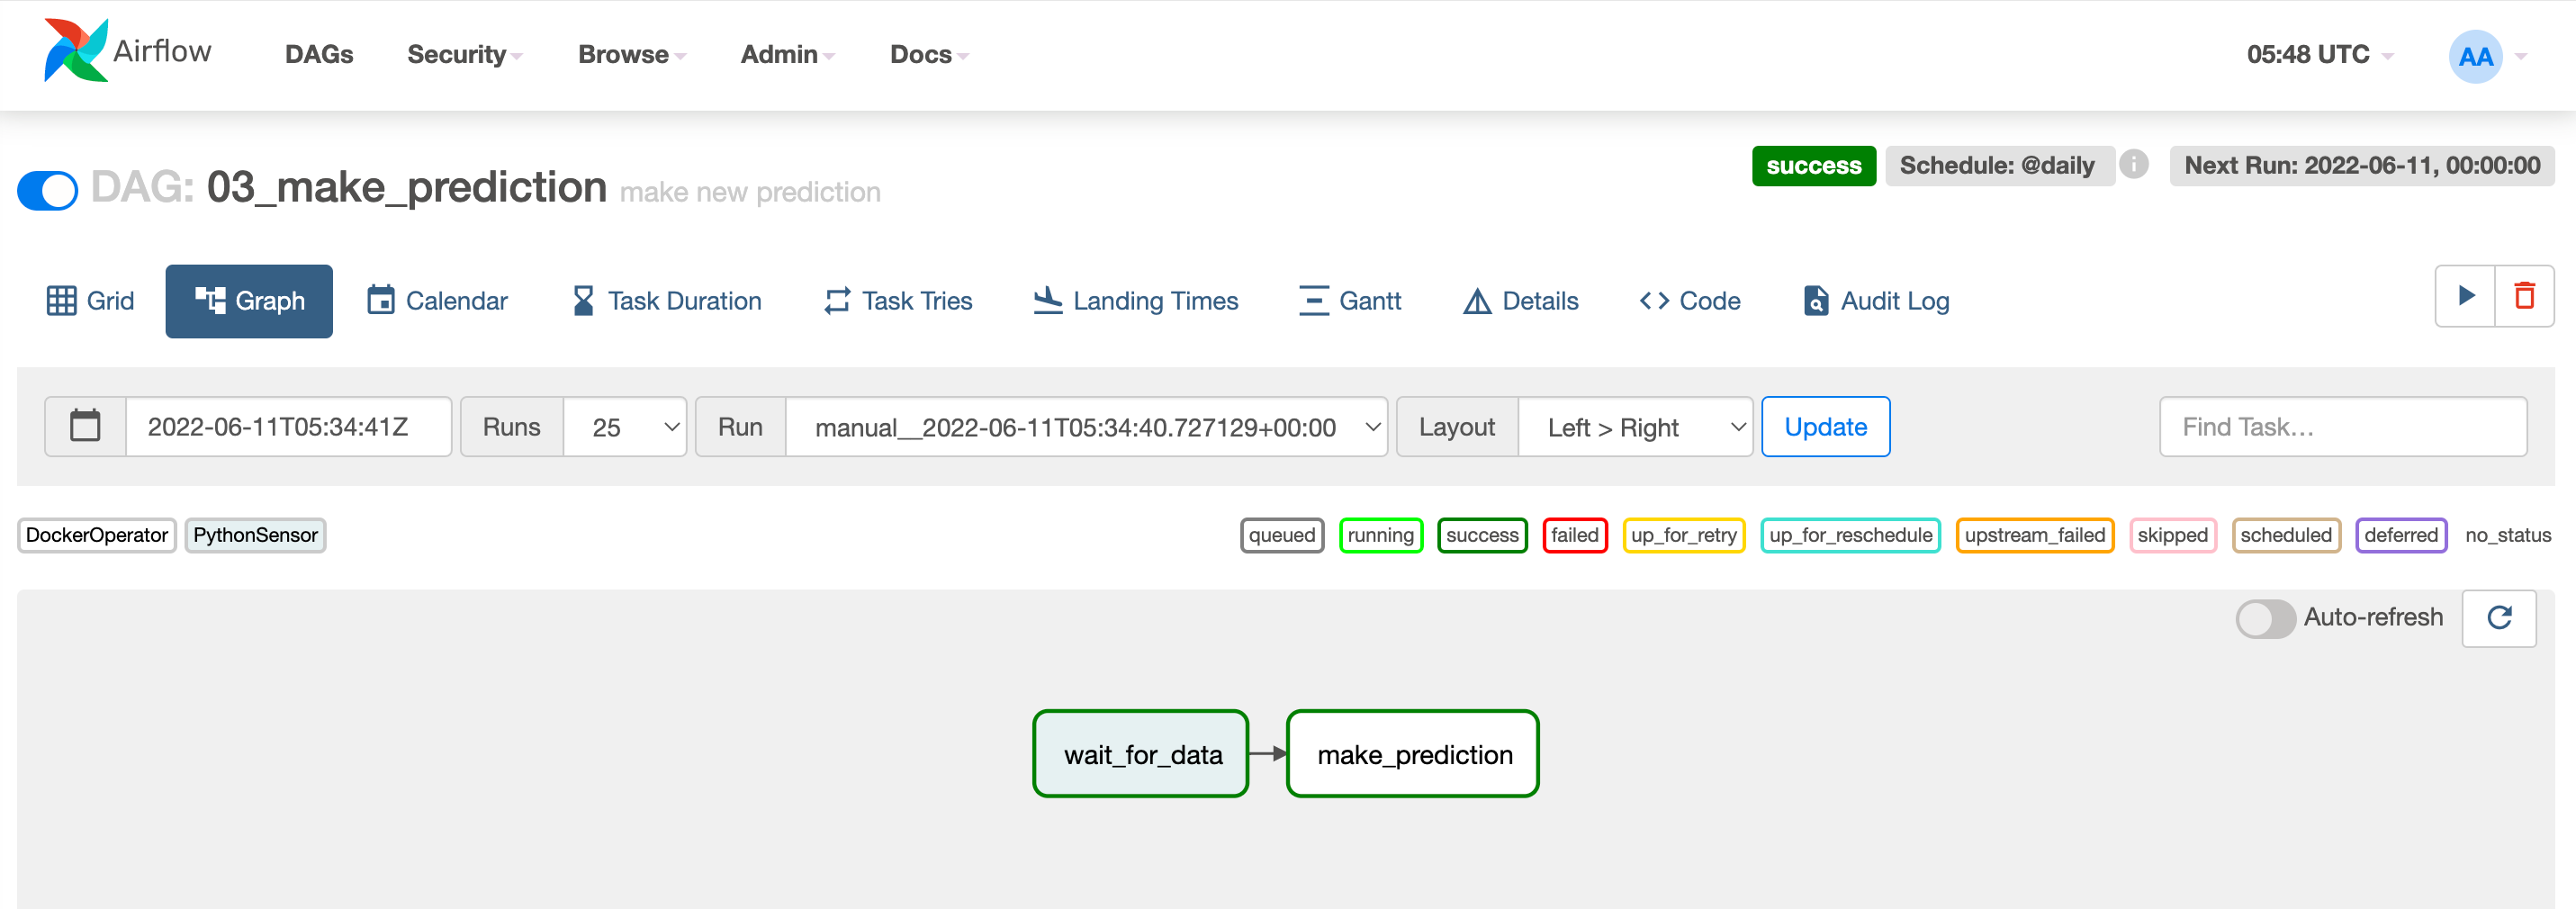 Airflow DAGs Security Browse Admin Docs 05:48 UTC AA
success Schedule: @daily i Next Run: 2022-06-11, 00:00:00
DAG: 03_make_prediction make new prediction
Grid Graph Calendar Task Duration Task Tries Landing Times Gantt Details Code Audit Log
2022-06-11T05:34:41Z Runs 25 Run manual__2022-06-11T05:34:40.727129+00:00 Layout Left > Right Update Find Task...
DockerOperator PythonSensor queued running success failed up_for_retry up_for_reschedule upstream_failed skipped scheduled deferred no_status
Auto-refresh
wait_for_data make_prediction